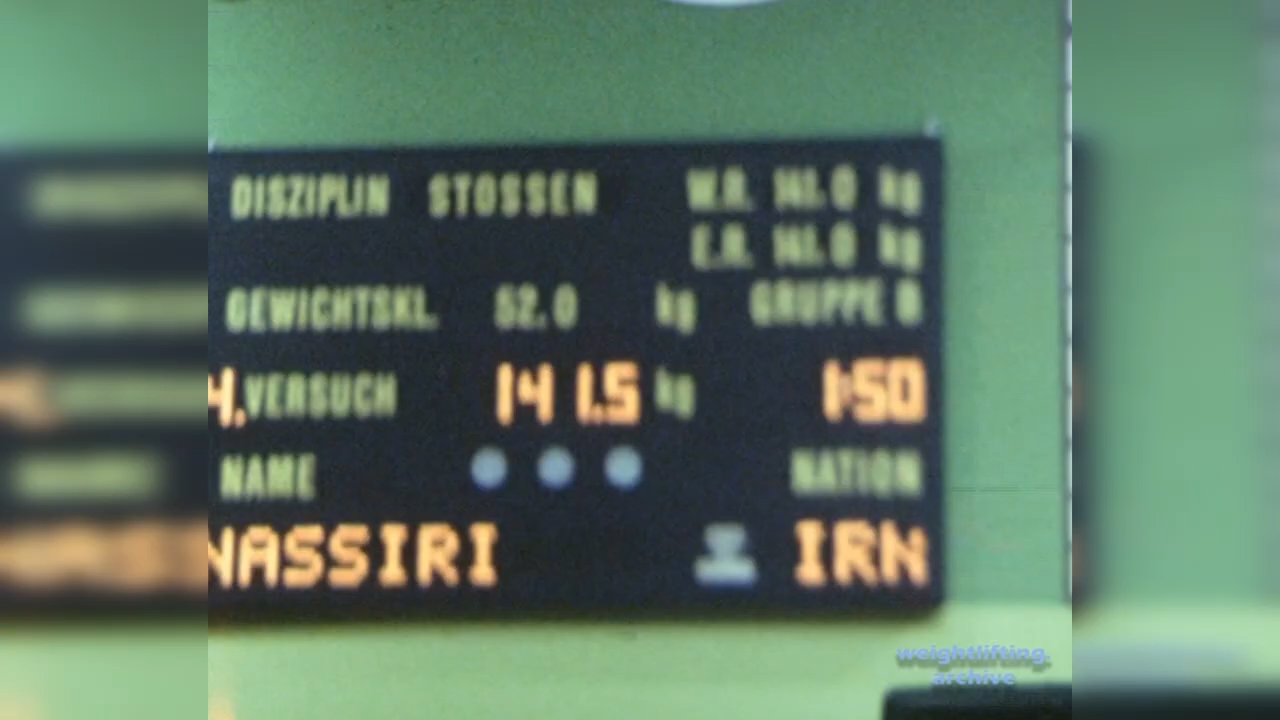 DISZIPLIN STOSSEN W.R. 141.0 kg
E.R. 141.0 kg
GEWICHTSKL. 52.0 kg GRUPPE B
4. VERSUCH 141.5 kg 1:50
NAME NATION
NASSIRI IRN
weightlifting.
archive